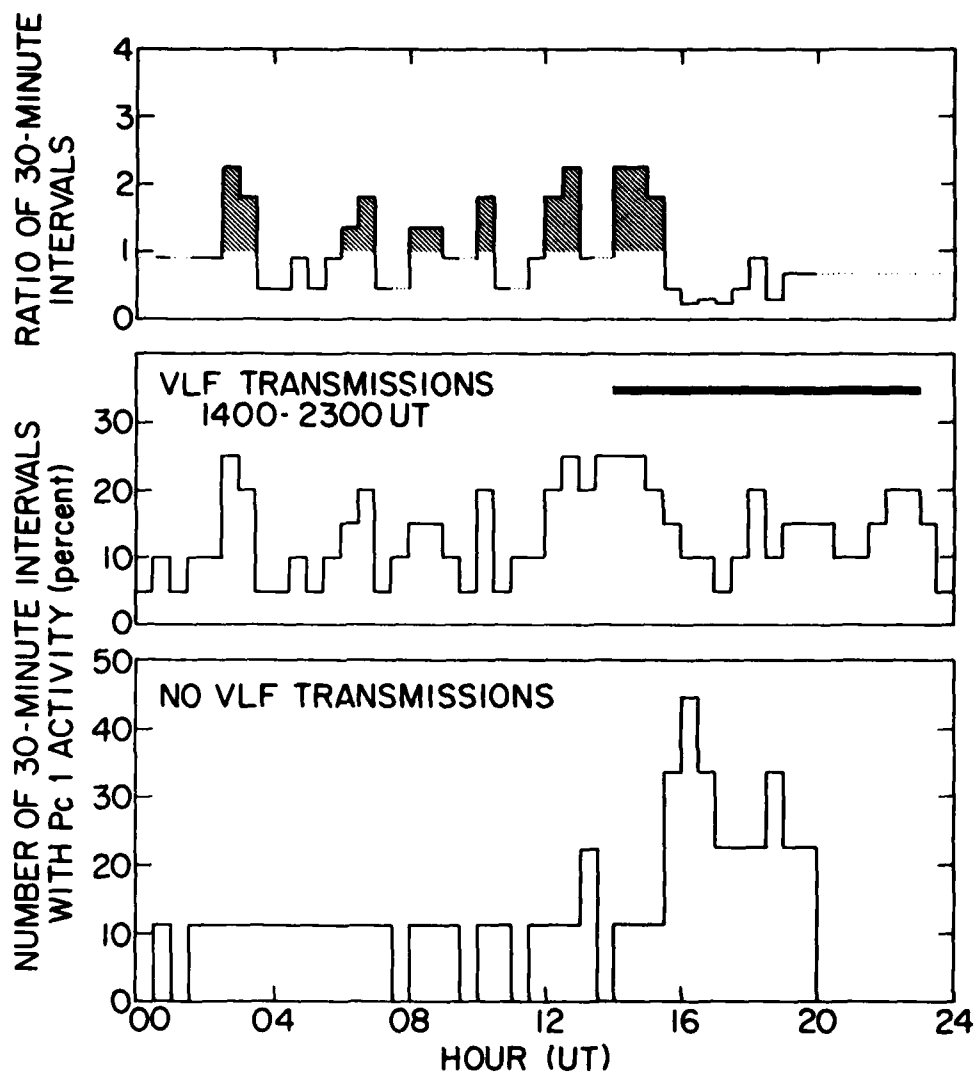 RATIO OF 30-MINUTE
INTERVALS
4
3
2
1
0
NUMBER OF 30-MINUTE INTERVALS
WITH Pc 1 ACTIVITY (percent)
VLF TRANSMISSIONS
1400-2300 UT
30
20
10
0
NO VLF TRANSMISSIONS
50
40
30
20
10
0
00 04 08 12 16 20 24
HOUR (UT)